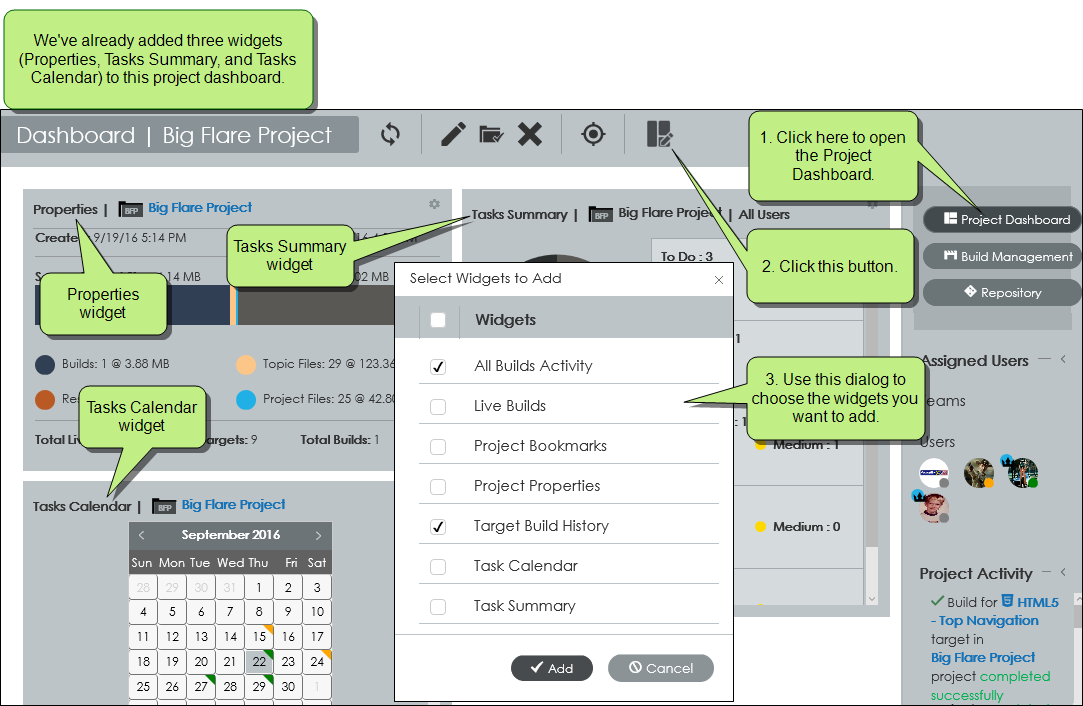 We've already added three widgets
(Properties, Tasks Summary, and Tasks
Calendar) to this project dashboard.
Dashboard | Big Flare Project
1. Click here to open
the Project
Dashboard.
Properties | BFP Big Flare Project
Tasks Summary | BFP Big Flare Project | All Users
Project Dashboard
9/19/16 5:14 PM
Tasks Summary
widget
To Do : 3
2. Click this button.
Build Management
Repository
Properties
widget
Select Widgets to Add
Widgets
Builds: 1 @ 3.88 MB
Topic Files: 29 @ 123.36
Project Files: 25 @ 42.80
Tasks Calendar
widget
Total Builds: 1
All Builds Activity
Live Builds
Project Bookmarks
Project Properties
Target Build History
Task Calendar
Task Summary
Add
Cancel
3. Use this dialog to
choose the widgets you
want to add.
Medium : 1
Medium : 0
Assigned Users
Users
Tasks Calendar | BFP Big Flare Project
September 2016
Sun Mon Tue Wed Thu Fri Sat
28 29 30 31 1 2 3
4 5 6 7 8 9 10
11 12 13 14 15 16 17
18 19 20 21 22 23 24
25 26 27 28 29 30 1
Project Activity
Build for HTML5
- Top Navigation
target in
Big Flare Project
project completed
successfully